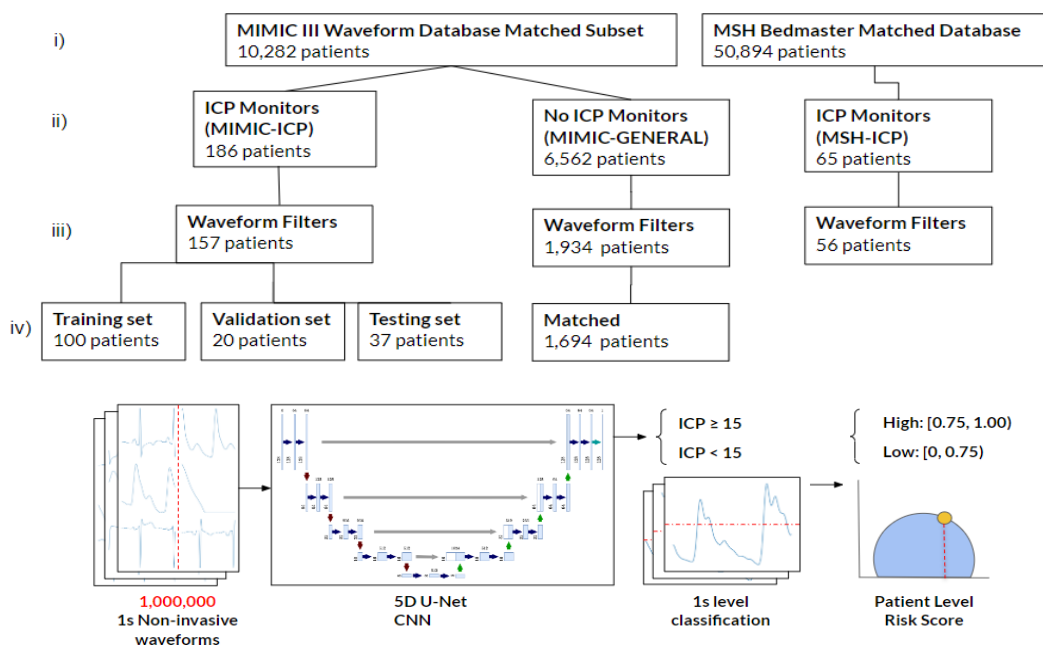 i)
MIMIC III Waveform Database Matched Subset
10,282 patients
MSH Bedmaster Matched Database
50,894 patients
ii)
ICP Monitors
(MIMIC-ICP)
186 patients
No ICP Monitors
(MIMIC-GENERAL)
6,562 patients
ICP Monitors
(MSH-ICP)
65 patients
iii)
Waveform Filters
157 patients
Waveform Filters
1,934 patients
Waveform Filters
56 patients
iv)
Training set
100 patients
Validation set
20 patients
Testing set
37 patients
Matched
1,694 patients
ICP ≥ 15
ICP < 15
High: [0.75, 1.00)
Low: [0, 0.75)
1,000,000
1s Non-invasive
waveforms
5D U-Net
CNN
1s level
classification
Patient Level
Risk Score